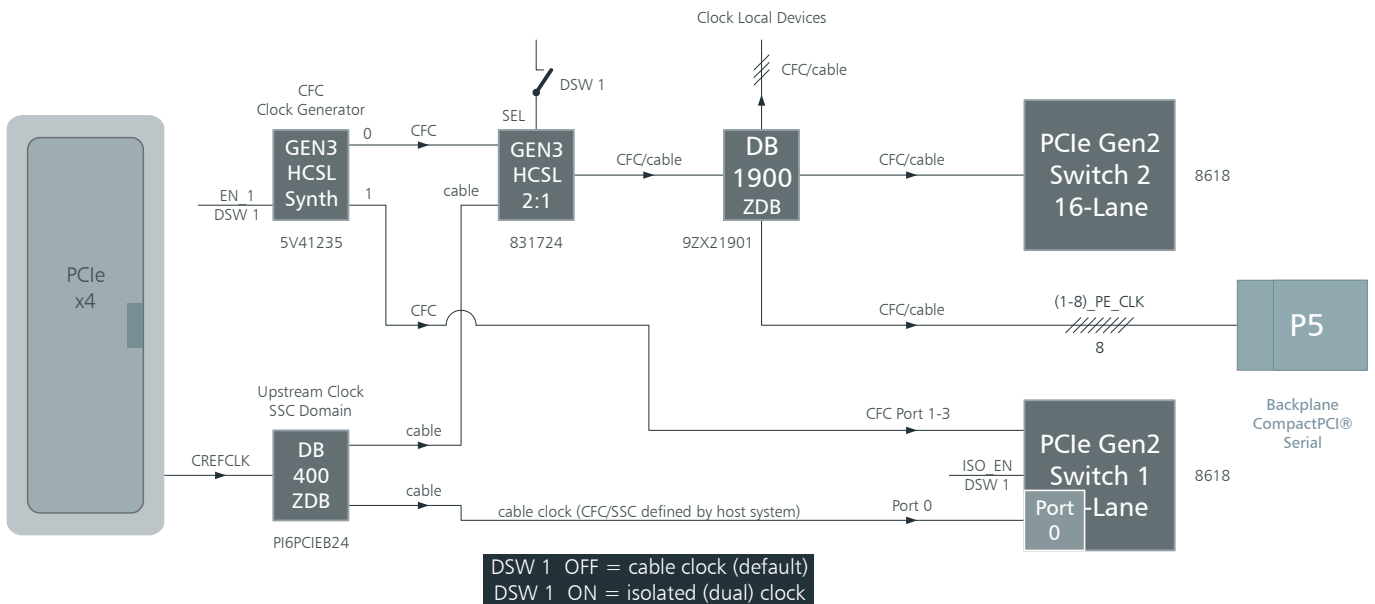 Clock Local Devices
CFC/cable
DSW 1
CFC
Clock Generator
SEL
GEN3
HCSL
Synth
0
1
CFC
EN_1
DSW 1
5V41235
GEN3
HCSL
2:1
cable
831724
CFC/cable
DB
1900
ZDB
9ZX21901
CFC/cable
PCIe Gen2
Switch 2
16-Lane
8618
PCIe
x4
CFC
CFC/cable
(1-8)_PE_CLK
8
P5
Backplane
CompactPCI®
Serial
Upstream Clock
SSC Domain
DB
400
ZDB
CREFCLK
PI6PCIEB24
cable
cable
cable clock (CFC/SSC defined by host system)
CFC Port 1-3
ISO_EN
DSW 1
Port 0
PCIe Gen2
Switch 1
-Lane
Port
0
8618
DSW 1 OFF = cable clock (default)
DSW 1 ON = isolated (dual) clock